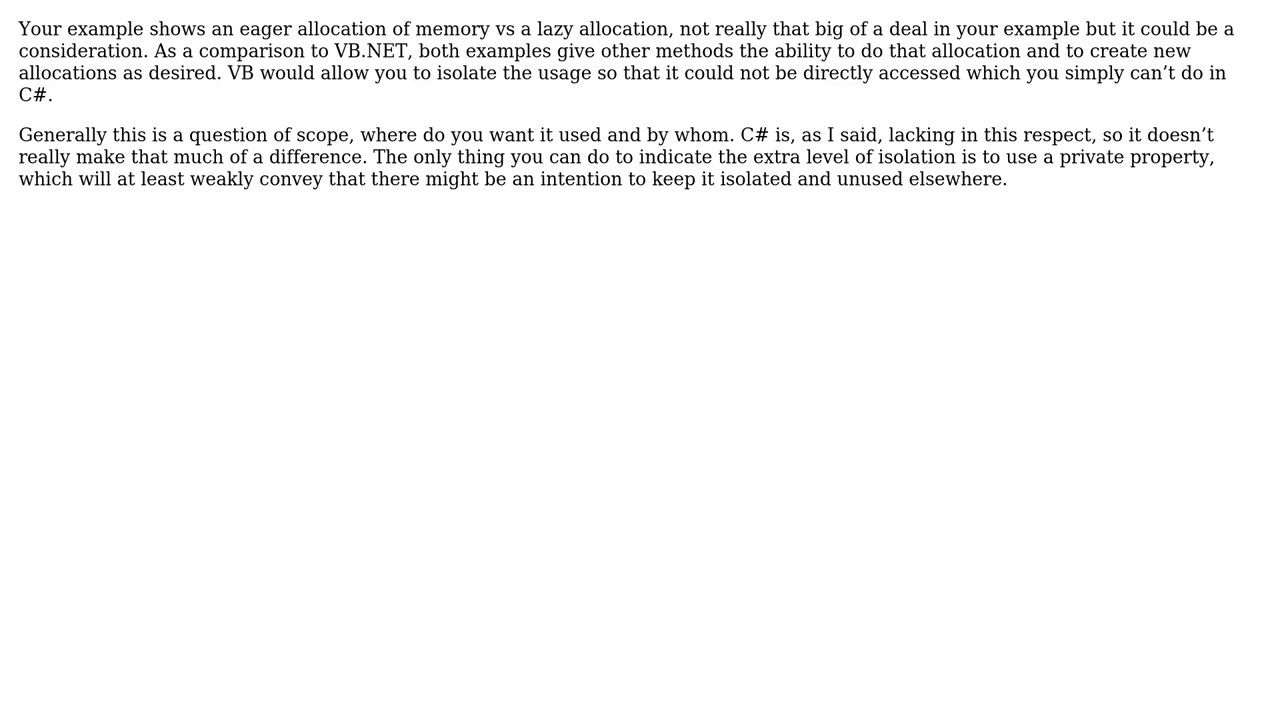 Your example shows an eager allocation of memory vs a lazy allocation, not really that big of a deal in your example but it could be a
consideration. As a comparison to VB.NET, both examples give other methods the ability to do that allocation and to create new
allocations as desired. VB would allow you to isolate the usage so that it could not be directly accessed which you simply can’t do in
C#.
Generally this is a question of scope, where do you want it used and by whom. C# is, as I said, lacking in this respect, so it doesn’t
really make that much of a difference. The only thing you can do to indicate the extra level of isolation is to use a private property,
which will at least weakly convey that there might be an intention to keep it isolated and unused elsewhere.